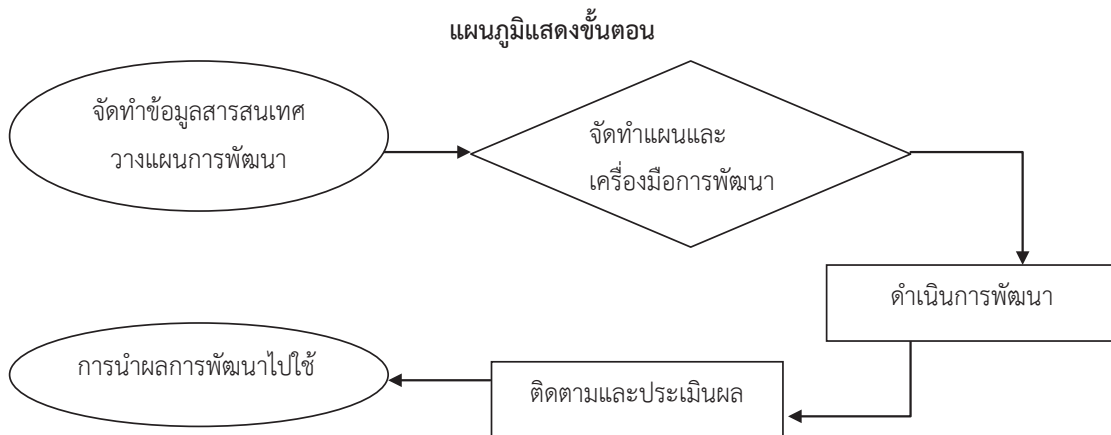 แผนภูมิแสดงขั้นตอน
จัดทำข้อมูลสารสนเทศ
วางแผนการพัฒนา
จัดทำแผนและ
เครื่องมือการพัฒนา
ดำเนินการพัฒนา
ติดตามและประเมินผล
การนำผลการพัฒนาไปใช้